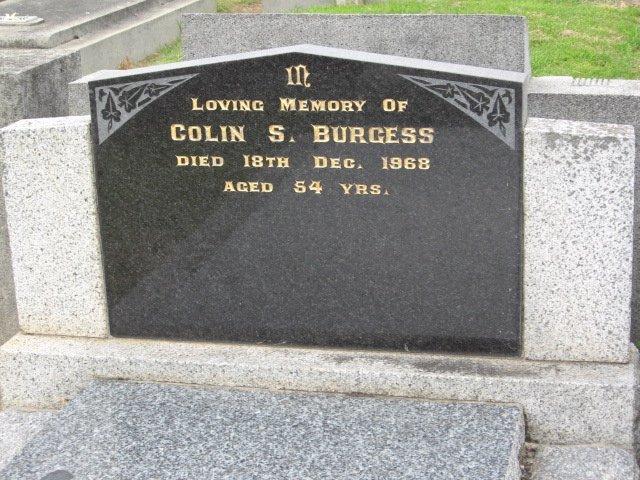 IN
LOVING MEMORY OF
COLIN S. BURGESS
DIED 18TH DEC. 1968
AGED 54 YRS.